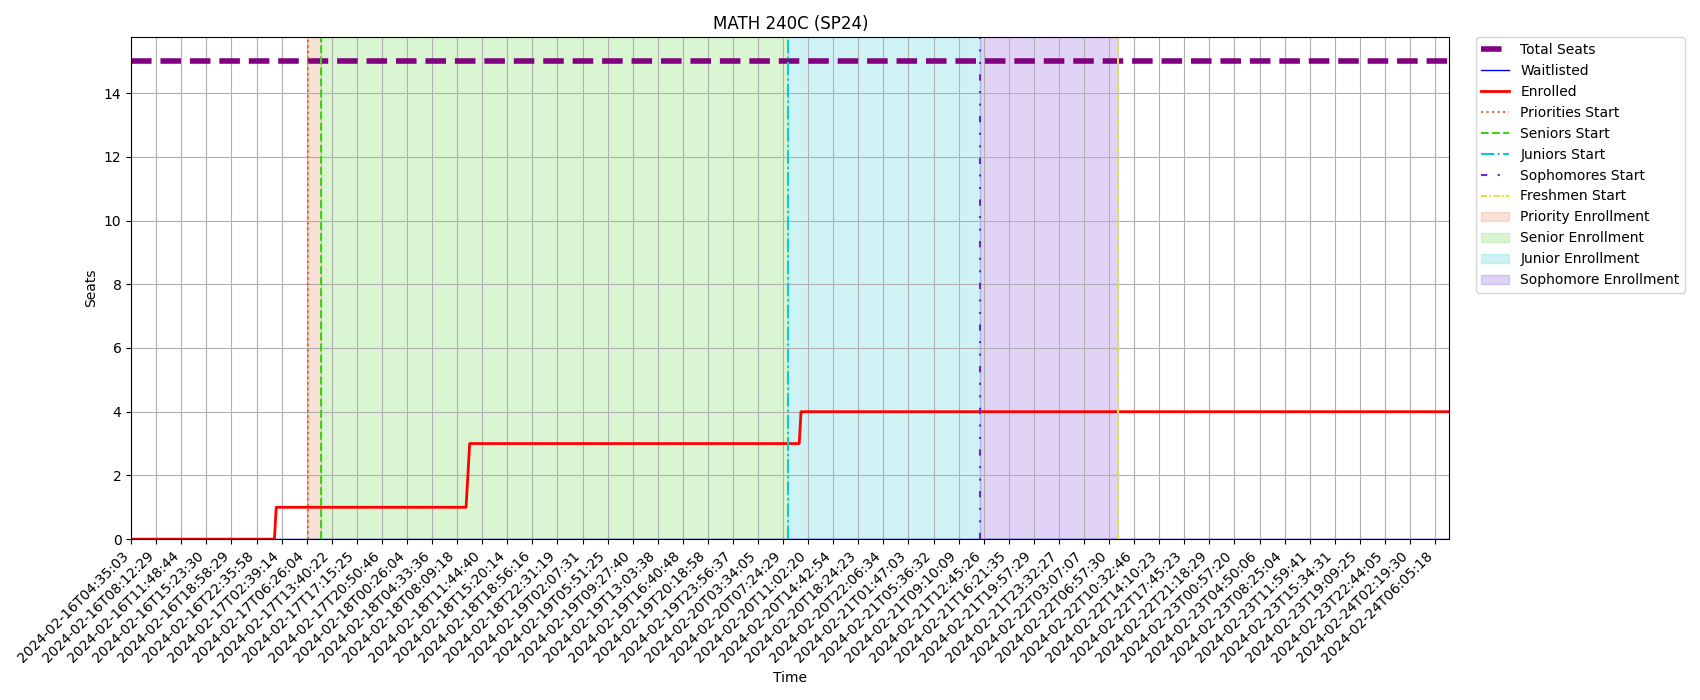 MATH 240C (SP24)
Total Seats
Waitlisted
Enrolled
Priorities Start
Seniors Start
Juniors Start
Sophomores Start
Freshmen Start
Priority Enrollment
Senior Enrollment
Junior Enrollment
Sophomore Enrollment
Seats
14
12
10
8
6
4
2
0
2024-02-16T04:35:03
2024-02-16T08:12:29
2024-02-16T11:48:44
2024-02-16T15:23:30
2024-02-16T18:58:29
2024-02-16T22:35:58
2024-02-17T02:39:14
2024-02-17T06:26:04
2024-02-17T13:40:22
2024-02-17T17:15:25
2024-02-17T20:50:46
2024-02-18T00:26:04
2024-02-18T04:33:36
2024-02-18T08:09:18
2024-02-18T11:44:40
2024-02-18T15:20:14
2024-02-18T18:56:16
2024-02-18T22:31:19
2024-02-19T02:07:31
2024-02-19T05:51:25
2024-02-19T09:27:40
2024-02-19T13:03:38
2024-02-19T16:40:48
2024-02-19T20:18:58
2024-02-19T23:56:37
2024-02-20T03:34:05
2024-02-20T07:24:29
2024-02-20T11:02:20
2024-02-20T14:42:54
2024-02-20T18:24:23
2024-02-20T22:06:34
2024-02-21T01:47:03
2024-02-21T05:36:32
2024-02-21T09:10:09
2024-02-21T12:45:26
2024-02-21T16:21:35
2024-02-21T19:57:29
2024-02-21T23:32:27
2024-02-22T03:07:07
2024-02-22T06:57:30
2024-02-22T10:32:46
2024-02-22T14:10:23
2024-02-22T17:45:23
2024-02-22T21:18:29
2024-02-23T00:57:20
2024-02-23T04:50:06
2024-02-23T08:25:04
2024-02-23T11:59:41
2024-02-23T15:34:31
2024-02-23T19:09:25
2024-02-23T22:44:05
2024-02-24T02:19:30
2024-02-24T06:05:18
Time